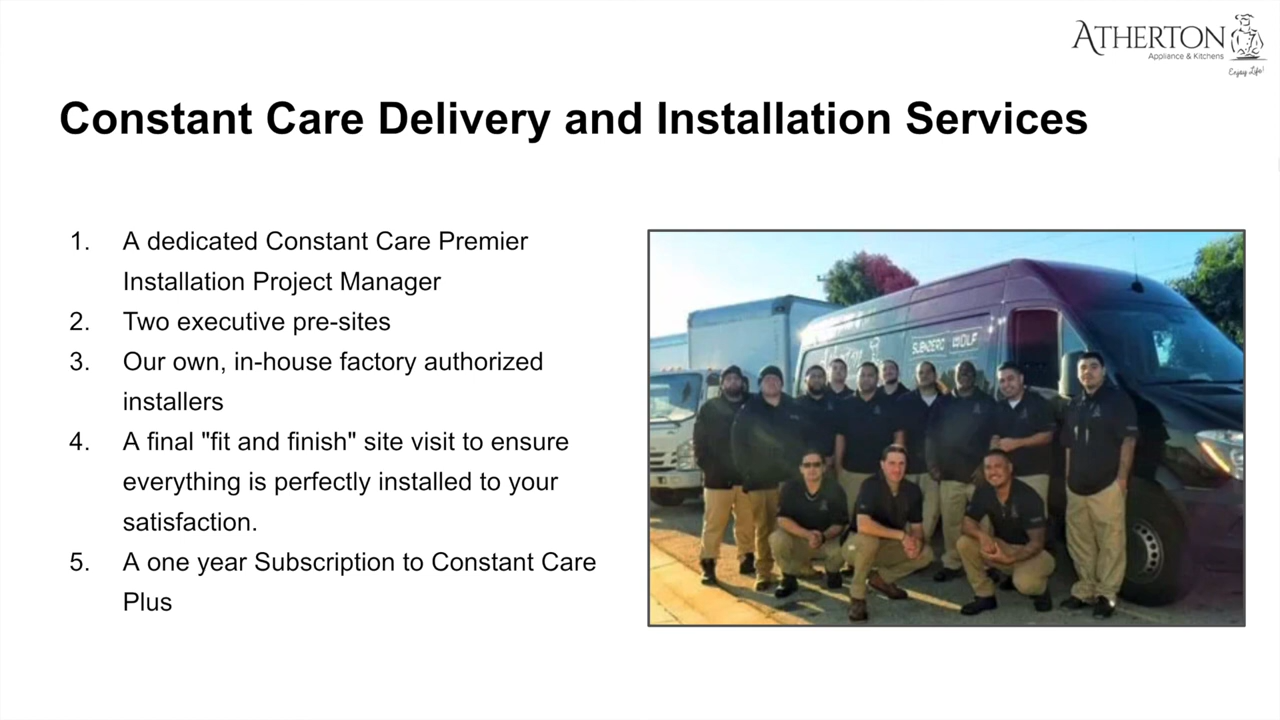 ATHERTON
Appliance & Kitchens
Enjoy Life!
Constant Care Delivery and Installation Services
1. A dedicated Constant Care Premier
Installation Project Manager
2. Two executive pre-sites
3. Our own, in-house factory authorized
installers
4. A final "fit and finish" site visit to ensure
everything is perfectly installed to your
satisfaction.
5. A one year Subscription to Constant Care
Plus
SUB-ZERO WOLF